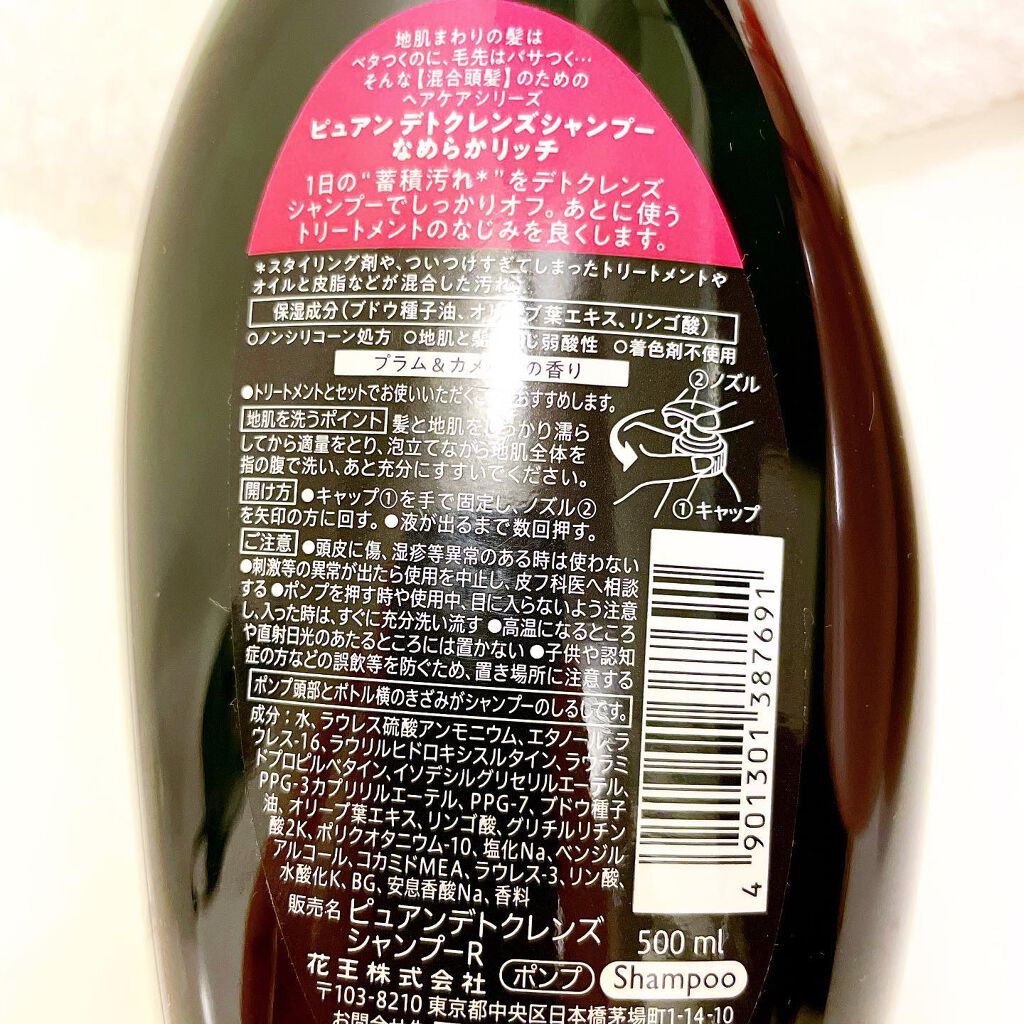 地肌まわりの髪は
ベタつくのに、毛先はパサつく…
そんな【混合頭髪】のための
ヘアケアシリーズ
ピュアン デトクレンズシャンプー
なめらかリッチ
1日の“蓄積汚れ*”をデトクレンズ
シャンプーでしっかりオフ。あとに使う
トリートメントのなじみを良くします。
*スタイリング剤や、ついつけすぎてしまったトリートメントや
オイルと皮脂などが混合した汚れ
保湿成分(ブドウ種子油、オリーブ葉エキス、リンゴ酸)
○ノンシリコーン処方 ○地肌と髪 じ弱酸性 ○着色剤不使用
プラム&カメ の香り
②ノズル
●トリートメントとセットでお使いいただくこ おすすめします。
地肌を洗うポイント 髪と地肌をしっかり濡ら
してから適量をとり、泡立てながら地肌全体を
指の腹で洗い、あと充分にすすいでください。
①キャップ
開け方 ●キャップ①を手で固定し、ノズル②
を矢印の方に回す。●液が出るまで数回押す。
ご注意 ●頭皮に傷、湿疹等異常のある時は使わない
●刺激等の異常が出たら使用を中止し、皮フ科医へ相談
する ●ポンプを押す時や使用中、目に入らないよう注意
し、入った時は、すぐに充分洗い流す ●高温になるところ
や直射日光のあたるところには置かない ●子供や認知
症の方などの誤飲等を防ぐため、置き場所に注意する
ポンプ頭部とボトル横のきざみがシャンプーのしるしです。
成分:水、ラウレス硫酸アンモニウム、エタノール、ラ
ウレス-16、ラウリルヒドロキシスルタイン、ラウラミ
ドプロピルベタイン、イソデシルグリセリルエーテル、
PPG-3カプリリルエーテル、PPG-7、ブドウ種子
油、オリーブ葉エキス、リンゴ酸、グリチルリチン
酸2K、ポリクオタニウム-10、塩化Na、ベンジル
アルコール、コカミドMEA、ラウレス-3、リン酸、
水酸化K、BG、安息香酸Na、香料
4 901301 387691
販売名 ピュアンデトクレンズ
シャンプーR
500 ml
花王株式会社 ポンプ Shampoo
〒103-8210 東京都中央区日本橋茅場町1-14-10